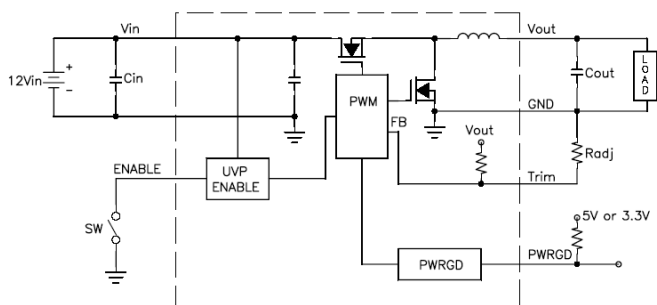 Vin
Vout
12Vin
Cin
Cout
LOAD
PWM
GND
FB
Vout
Radj
ENABLE
UVP
ENABLE
Trim
SW
5V or 3.3V
PWRGD
PWRGD